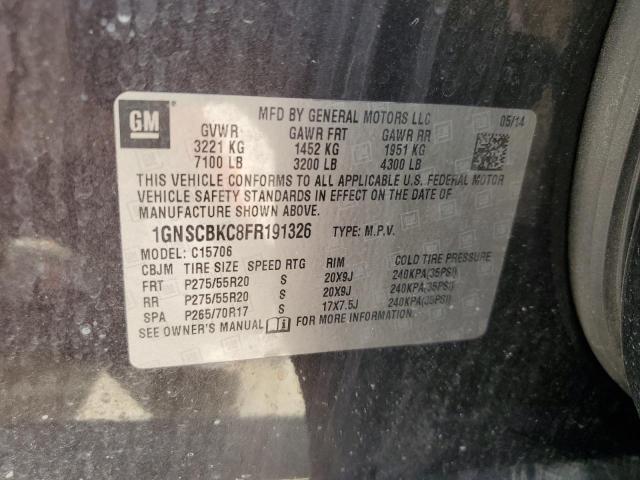 GM
MFD BY GENERAL MOTORS LLC 05/14
GVWR GAWR FRT GAWR RR
3221 KG 1452 KG 1951 KG
7100 LB 3200 LB 4300 LB
THIS VEHICLE CONFORMS TO ALL APPLICABLE U.S. FEDERAL MOTOR
VEHICLE SAFETY STANDARDS IN EFFECT ON THE DATE OF
MANUFACTURE SHOWN ABOVE.
1GNSCBKC8FR191326 TYPE: M.P.V.
MODEL: C15706
CBJM TIRE SIZE SPEED RTG RIM COLD TIRE PRESSURE
FRT P275/55R20 S 20X9J 240KPA(35PSI)
RR P275/55R20 S 20X9J 240KPA(35PSI)
SPA P265/70R17 S 17X7.5J 240KPA(35PSI)
SEE OWNER'S MANUAL FOR MORE INFORMATION.